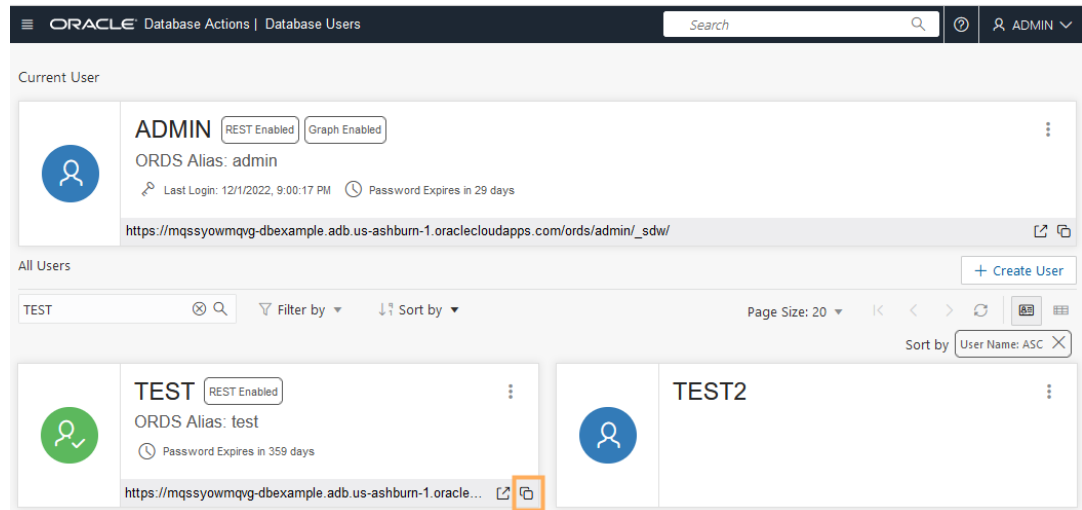 ORACLE Database Actions | Database Users Search ADMIN
Current User
ADMIN REST Enabled Graph Enabled
ORDS Alias: admin
Last Login: 12/1/2022, 9:00:17 PM Password Expires in 29 days
https://mqssyowmqvg-dbexample.adb.us-ashburn-1.oraclecloudapps.com/ords/admin/_sdw/
All Users + Create User
TEST Filter by Sort by Page Size: 20
Sort by User Name: ASC
TEST REST Enabled TEST2
ORDS Alias: test
Password Expires in 359 days
https://mqssyowmqvg-dbexample.adb.us-ashburn-1.oracle...